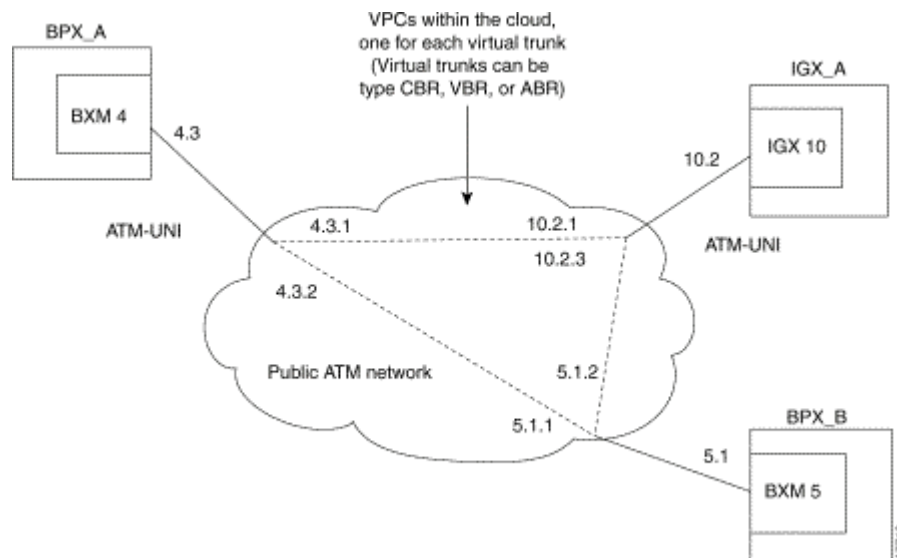 VPCs within the cloud,
one for each virtual trunk
(Virtual trunks can be
type CBR, VBR, or ABR)
BPX_A
BXM 4
4.3
IGX_A
IGX 10
10.2
ATM-UNI
4.3.1
10.2.1
ATM-UNI
10.2.3
4.3.2
Public ATM network
5.1.2
5.1.1
BPX_B
5.1
BXM 5